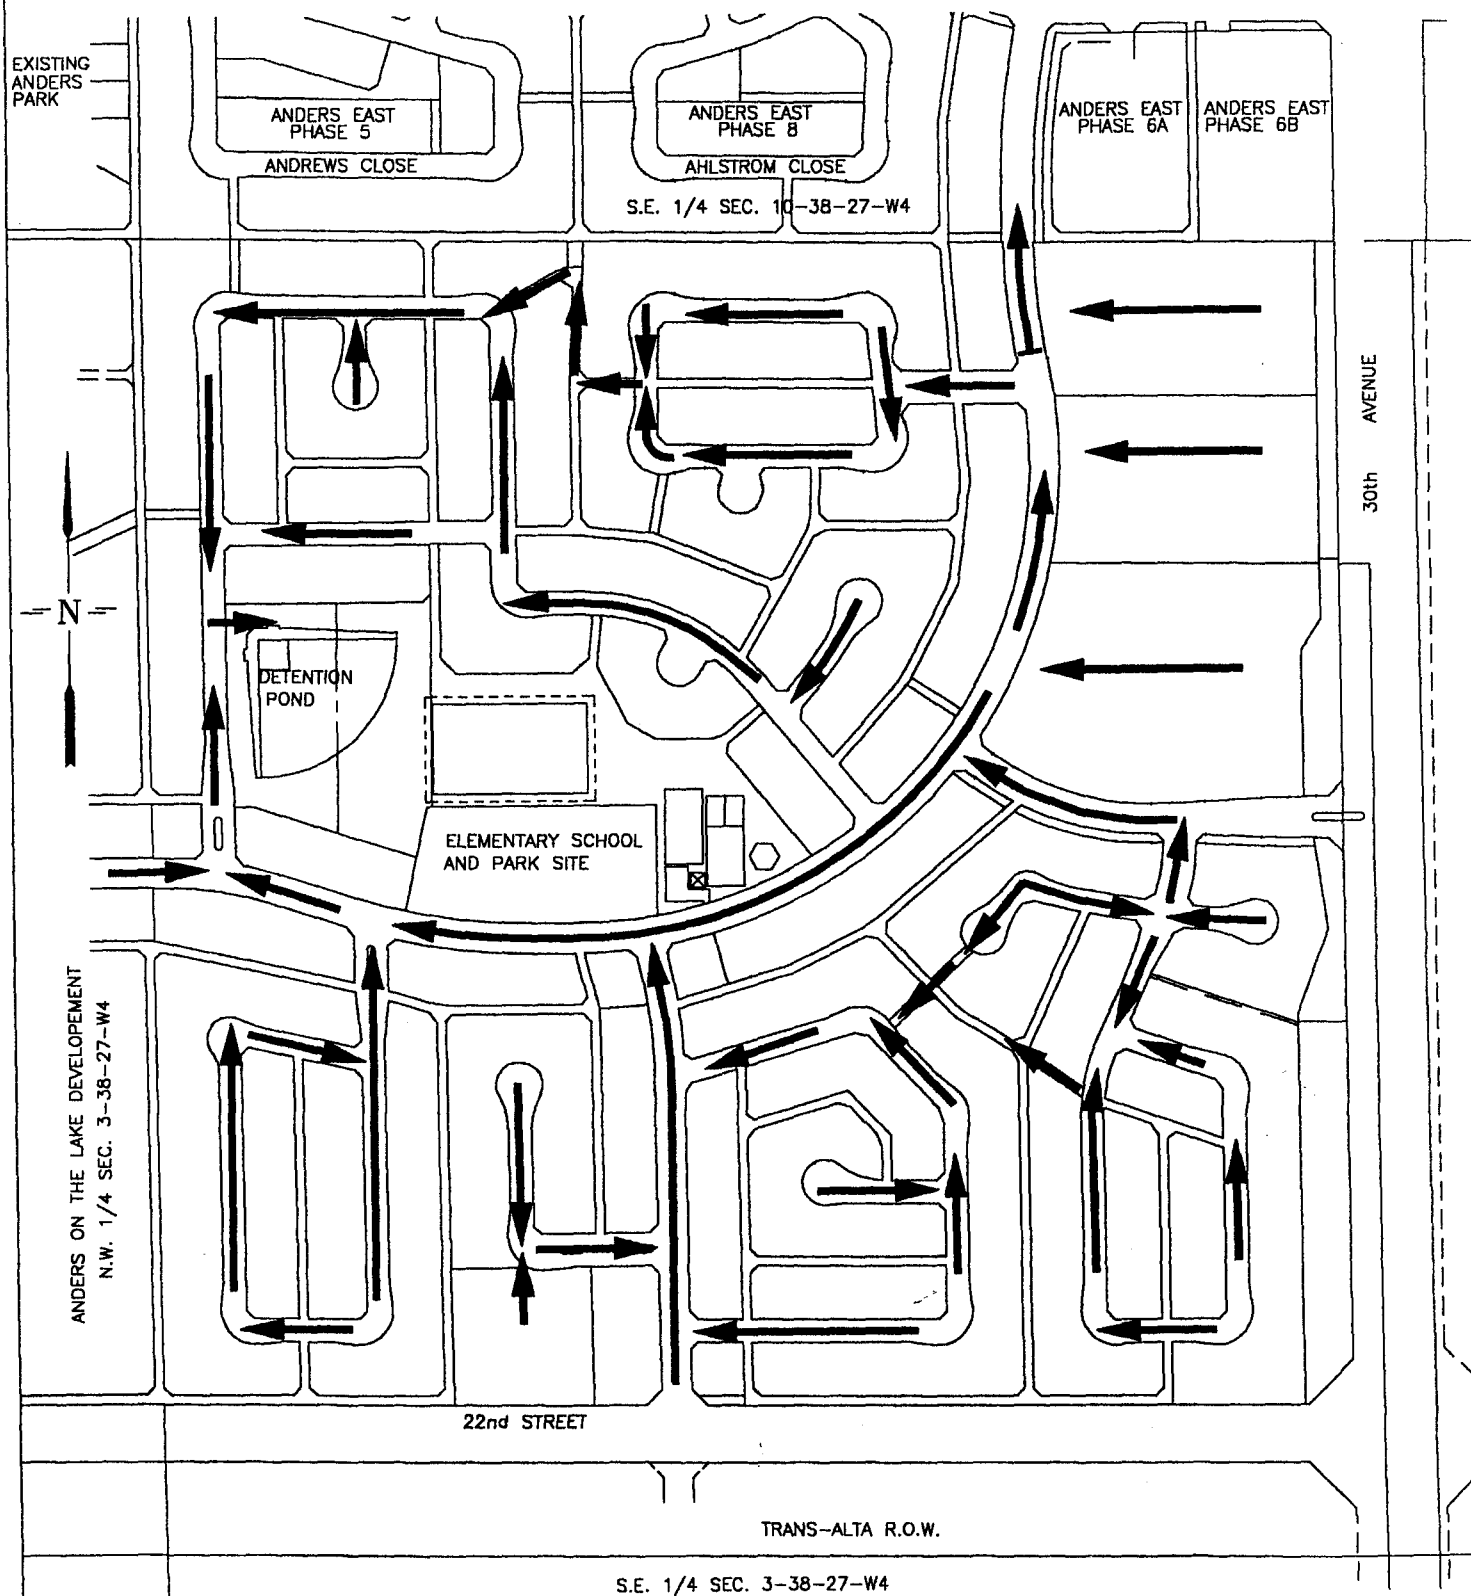 EXISTING
ANDERS
PARK
ANDERS EAST
PHASE 5
ANDREWS CLOSE
ANDERS EAST
PHASE 8
AHLSTROM CLOSE
ANDERS EAST
PHASE 6A
ANDERS EAST
PHASE 6B
S.E. 1/4 SEC. 10-38-27-W4
30th AVENUE
N
DETENTION
POND
ELEMENTARY SCHOOL
AND PARK SITE
ANDERS ON THE LAKE DEVELOPEMENT
N.W. 1/4 SEC. 3-38-27-W4
22nd STREET
TRANS-ALTA R.O.W.
S.E. 1/4 SEC. 3-38-27-W4